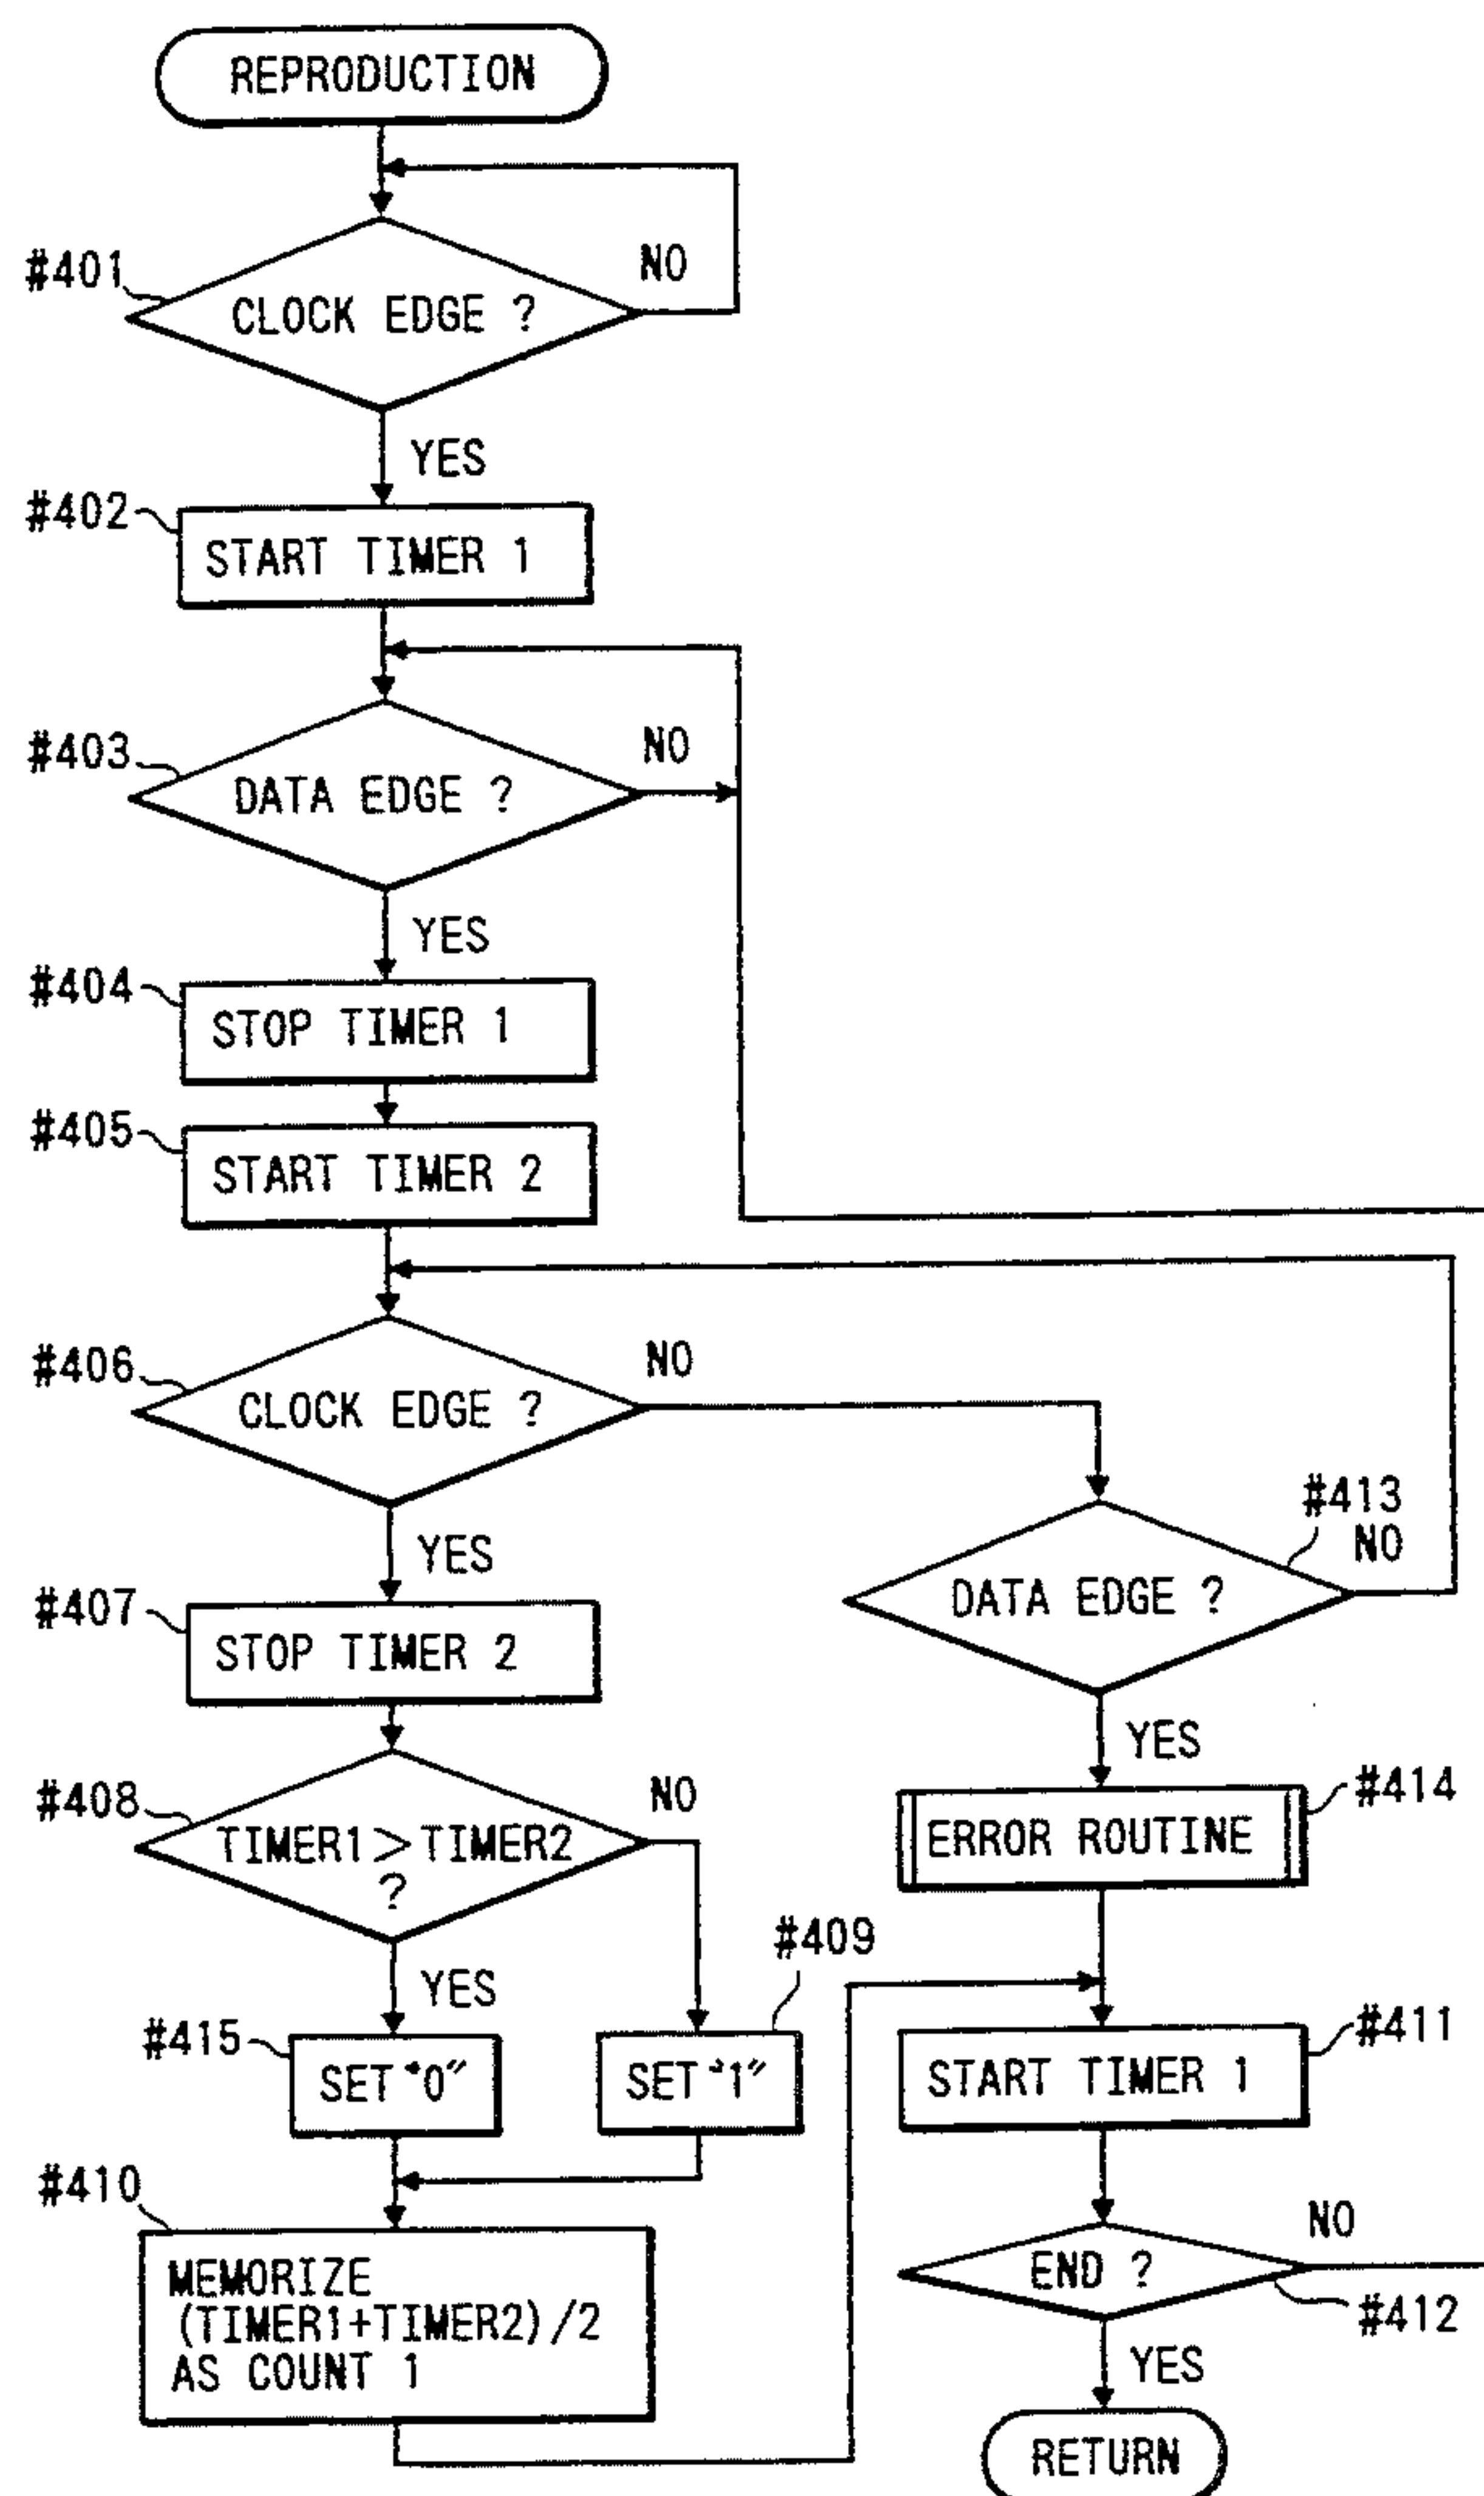 REPRODUCTION
#401
CLOCK EDGE ?
NO
YES
#402
START TIMER 1
#403
DATA EDGE ?
NO
YES
#404
STOP TIMER 1
#405
START TIMER 2
#406
CLOCK EDGE ?
NO
YES
#407
STOP TIMER 2
#408
TIMER1>TIMER2
?
NO
YES
#415
SET "0"
#409
SET "1"
#410
MEMORIZE
(TIMER1+TIMER2)/2
AS COUNT 1
#413
NO
DATA EDGE ?
YES
#414
ERROR ROUTINE
#411
START TIMER 1
NO
END ?
#412
YES
RETURN